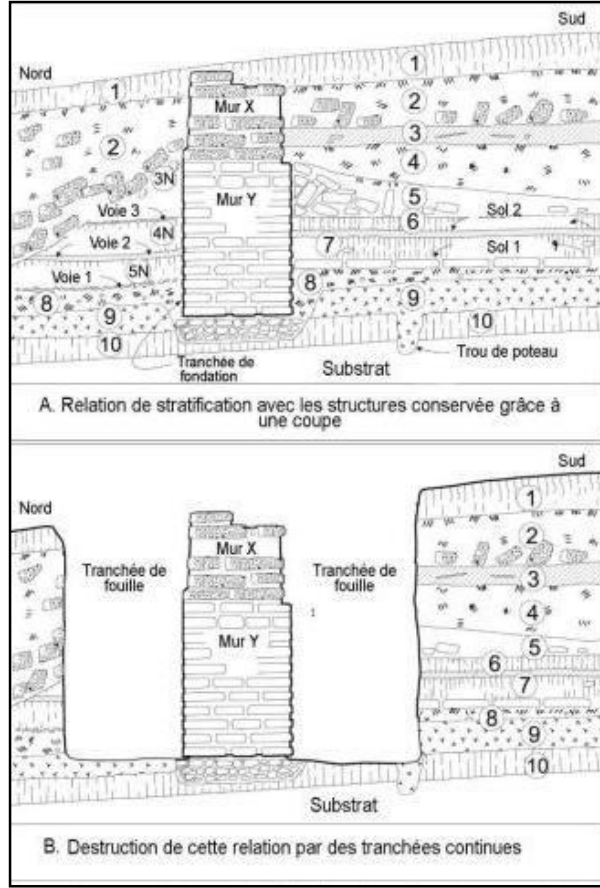 Sud
Nord
1
1
Mur X
2
2
3
3N
4
Mur Y
5
Voie 3
6
Sol 2
4N
Voie 2
7
Sol 1
Voie 1
5N
8
8
9
9
10
10
Tranchée de
fondation
Substrat
Trou de poteau
A. Relation de stratification avec les structures conservée grâce à
une coupe
Sud
Nord
1
Tranchée de
fouille
Mur X
Tranchée de
fouille
2
3
1
4
Mur Y
5
6
7
8
9
10
Substrat
B. Destruction de cette relation par des tranchées continues